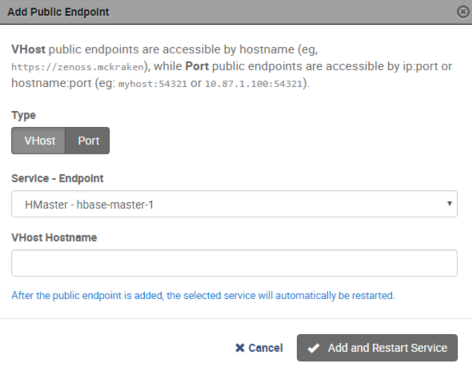 Add Public Endpoint
VHost public endpoints are accessible by hostname (eg,
https://zenoss.mckraken), while Port public endpoints are accessible by ip:port or
hostname:port (eg: myhost:54321 or 10.87.1.100:54321).
Type
VHost Port
Service - Endpoint
HMaster - hbase-master-1
VHost Hostname
After the public endpoint is added, the selected service will automatically be restarted.
Cancel Add and Restart Service